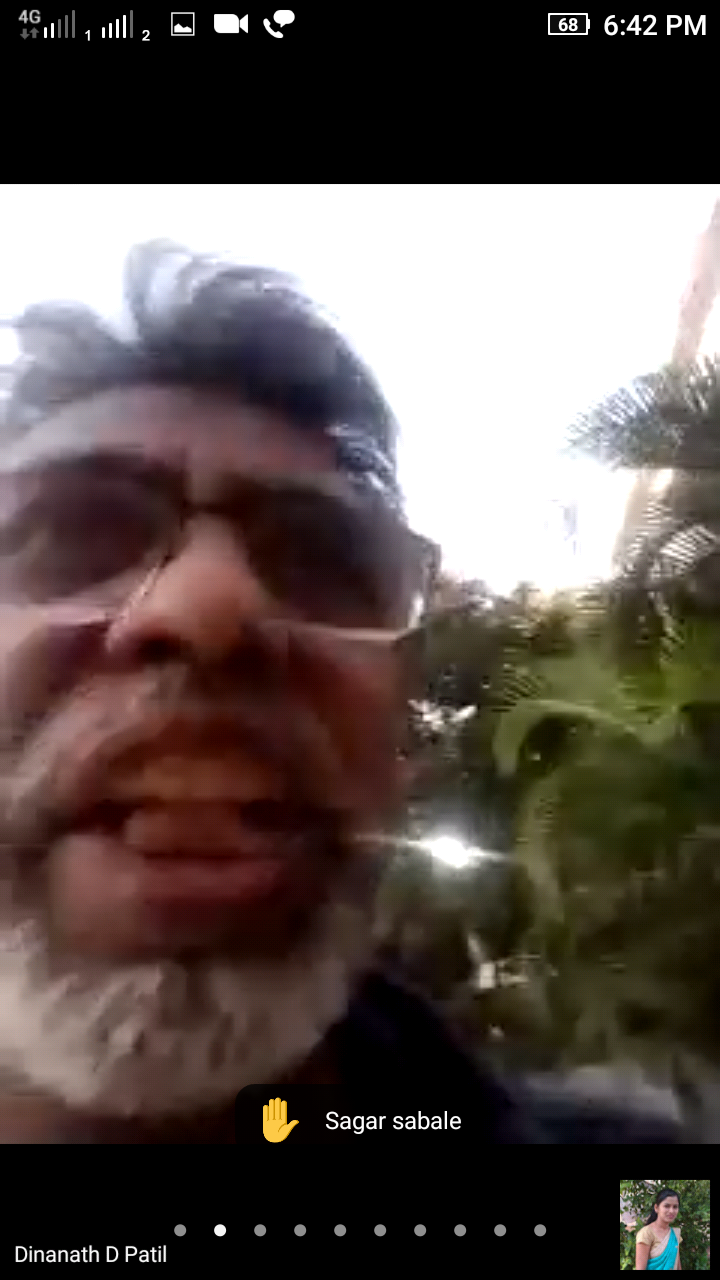 4G
1 2 68 6:42 PM
Sagar sabale
Dinanath D Patil